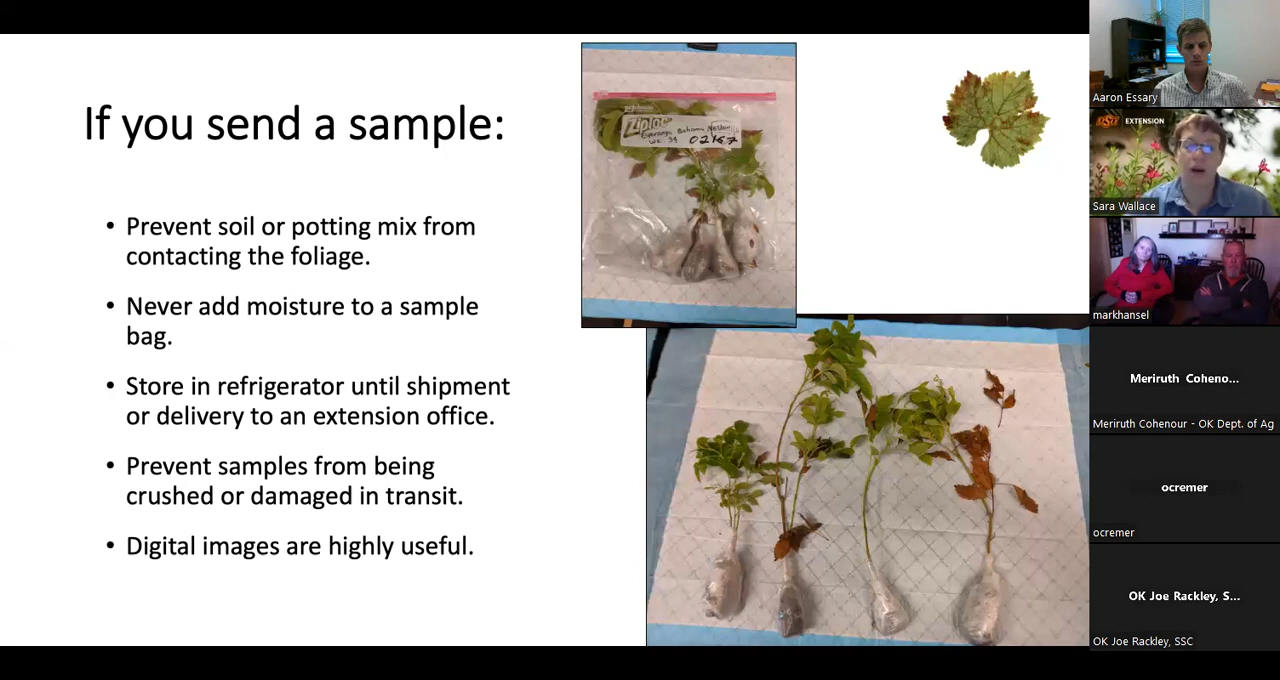 If you send a sample:
• Prevent soil or potting mix from
contacting the foliage.
• Never add moisture to a sample
bag.
• Store in refrigerator until shipment
or delivery to an extension office.
• Prevent samples from being
crushed or damaged in transit.
• Digital images are highly useful.
Ziploc
02167
Aaron Essary
EXTENSION
Sara Wallace
markhansel
Meriruth Coheno...
Meriruth Cohenour - OK Dept. of Ag
ocremer
ocremer
OK Joe Rackley, S...
OK Joe Rackley, SSC